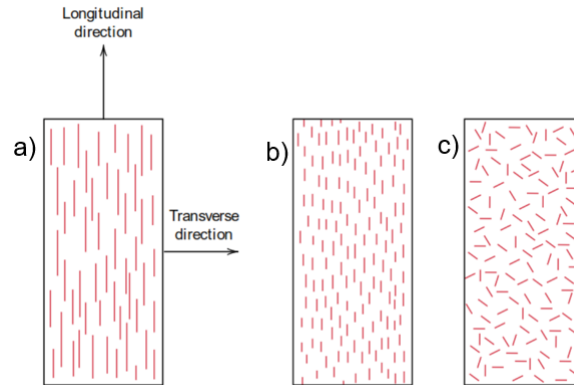 Longitudinal
direction
a)
b)
c)
Transverse
direction